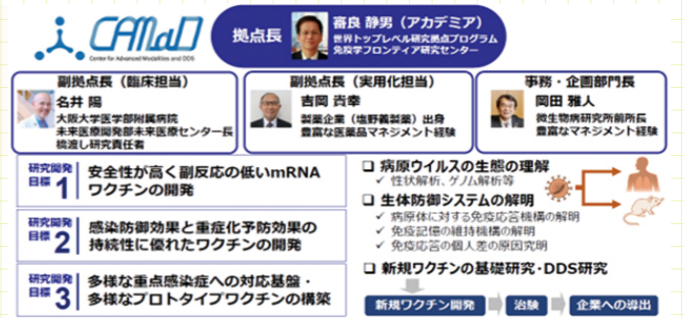 CAMaD
Center for Advanced Modalities and DDS
拠点長
審良 静男（アカデミア）
世界トップレベル研究拠点プログラム
免疫学フロンティア研究センター
副拠点長（臨床担当）
名井 陽
大阪大学医学部附属病院
未来医療開発部未来医療センター長
橋渡し研究責任者
副拠点長（実用化担当）
吉岡 貴幸
製薬企業（塩野義製薬）出身
豊富な医薬品マネジメント経験
事務・企画部門長
岡田 雅人
微生物病研究所前所長
豊富なマネジメント経験
研究開発
目標 1
安全性が高く副反応の低いmRNA
ワクチンの開発
研究開発
目標 2
感染防御効果と重症化予防効果の
持続性に優れたワクチンの開発
研究開発
目標 3
多様な重点感染症への対応基盤・
多様なプロトタイプワクチンの構築
❑ 病原ウイルスの生態の理解
✓ 性状解析、ゲノム解析等
❑ 生体防御システムの解明
✓ 病原体に対する免疫応答機構の解明
✓ 免疫記憶の維持機構の解明
✓ 免疫応答の個人差の原因究明
❑ 新規ワクチンの基礎研究・DDS研究
新規ワクチン開発
治験
企業への導出